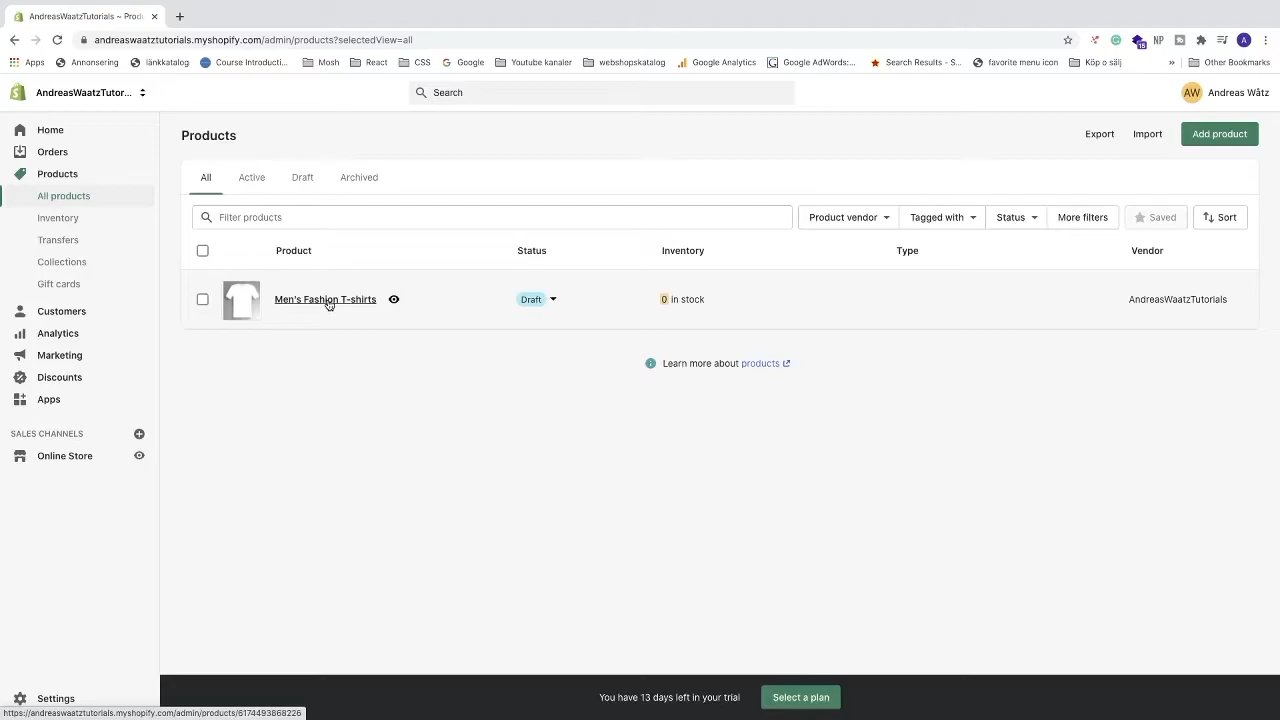 AndreasWaatzTutorials ~ Produ
andreaswaatztutorials.myshopify.com/admin/products?selectedView=all
15
NP
A
Apps
Annonsering
länkkatalog
Course Introducti...
Mosh
React
CSS
Google
Youtube kanaler
webshopskatalog
Google Analytics
Google AdWords:...
Search Results - S...
favorite menu icon
Köp o sälj
»
Other Bookmarks
AndreasWaatzTutor...
Search
AW
Andreas Wåtz
Home
Orders
Products
All products
Inventory
Transfers
Collections
Gift cards
Customers
Analytics
Marketing
Discounts
Apps
SALES CHANNELS
Online Store
Settings
Products
Export
Import
Add product
All
Active
Draft
Archived
Filter products
Product vendor
Tagged with
Status
More filters
Saved
Sort
Product
Status
Inventory
Type
Vendor
Men's Fashion T-shirts
Draft
0 in stock
AndreasWaatzTutorials
Learn more about products
You have 13 days left in your trial
Select a plan
https://andreaswaatztutorials.myshopify.com/admin/products/6174493868226